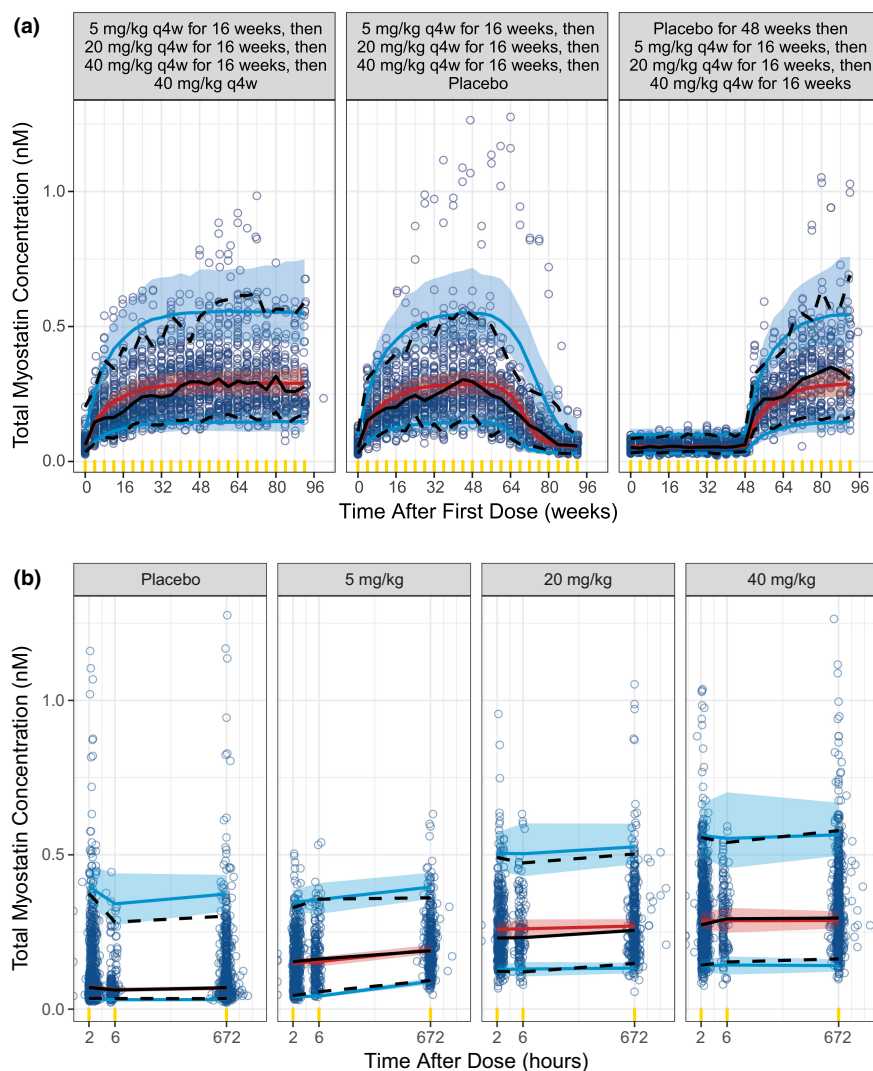 (a)
5 mg/kg q4w for 16 weeks, then
20 mg/kg q4w for 16 weeks, then
40 mg/kg q4w for 16 weeks, then
40 mg/kg q4w
5 mg/kg q4w for 16 weeks, then
20 mg/kg q4w for 16 weeks, then
40 mg/kg q4w for 16 weeks, then
Placebo
Placebo for 48 weeks then
5 mg/kg q4w for 16 weeks, then
20 mg/kg q4w for 16 weeks, then
40 mg/kg q4w for 16 weeks
Total Myostatin Concentration (nM)
1.0
0.5
0.0
0 16 32 48 64 80 96
0 16 32 48 64 80 96
0 16 32 48 64 80 96
Time After First Dose (weeks)
(b)
Placebo
5 mg/kg
20 mg/kg
40 mg/kg
Total Myostatin Concentration (nM)
1.0
0.5
0.0
2 6 672
2 6 672
2 6 672
2 6 672
Time After Dose (hours)